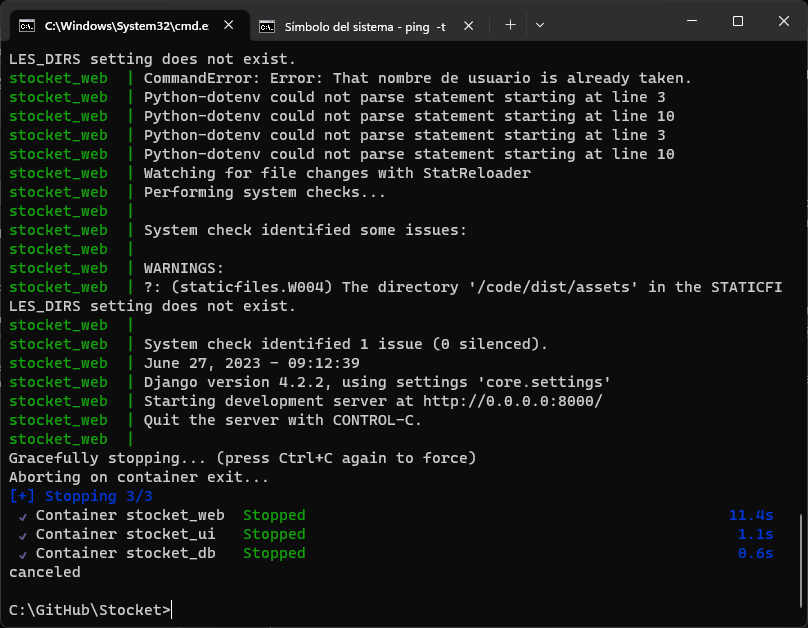 C:\Windows\System32\cmd.e
Símbolo del sistema - ping -t
LES_DIRS setting does not exist.
stocket_web | CommandError: Error: That nombre de usuario is already taken.
stocket_web | Python-dotenv could not parse statement starting at line 3
stocket_web | Python-dotenv could not parse statement starting at line 10
stocket_web | Python-dotenv could not parse statement starting at line 3
stocket_web | Python-dotenv could not parse statement starting at line 10
stocket_web | Watching for file changes with StatReloader
stocket_web | Performing system checks...
stocket_web |
stocket_web | System check identified some issues:
stocket_web |
stocket_web | WARNINGS:
stocket_web | ?: (staticfiles.W004) The directory '/code/dist/assets' in the STATICFI
LES_DIRS setting does not exist.
stocket_web |
stocket_web | System check identified 1 issue (0 silenced).
stocket_web | June 27, 2023 - 09:12:39
stocket_web | Django version 4.2.2, using settings 'core.settings'
stocket_web | Starting development server at http://0.0.0.0:8000/
stocket_web | Quit the server with CONTROL-C.
stocket_web |
Gracefully stopping... (press Ctrl+C again to force)
Aborting on container exit...
[+] Stopping 3/3
✓ Container stocket_web Stopped 11.4s
✓ Container stocket_ui Stopped 1.1s
✓ Container stocket_db Stopped 0.6s
canceled
C:\GitHub\Stocket>